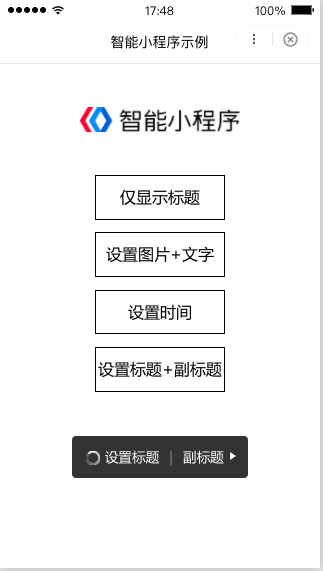 17:48
100%
智能小程序示例
智能小程序
仅显示标题
设置图片+文字
设置时间
设置标题+副标题
设置标题 | 副标题